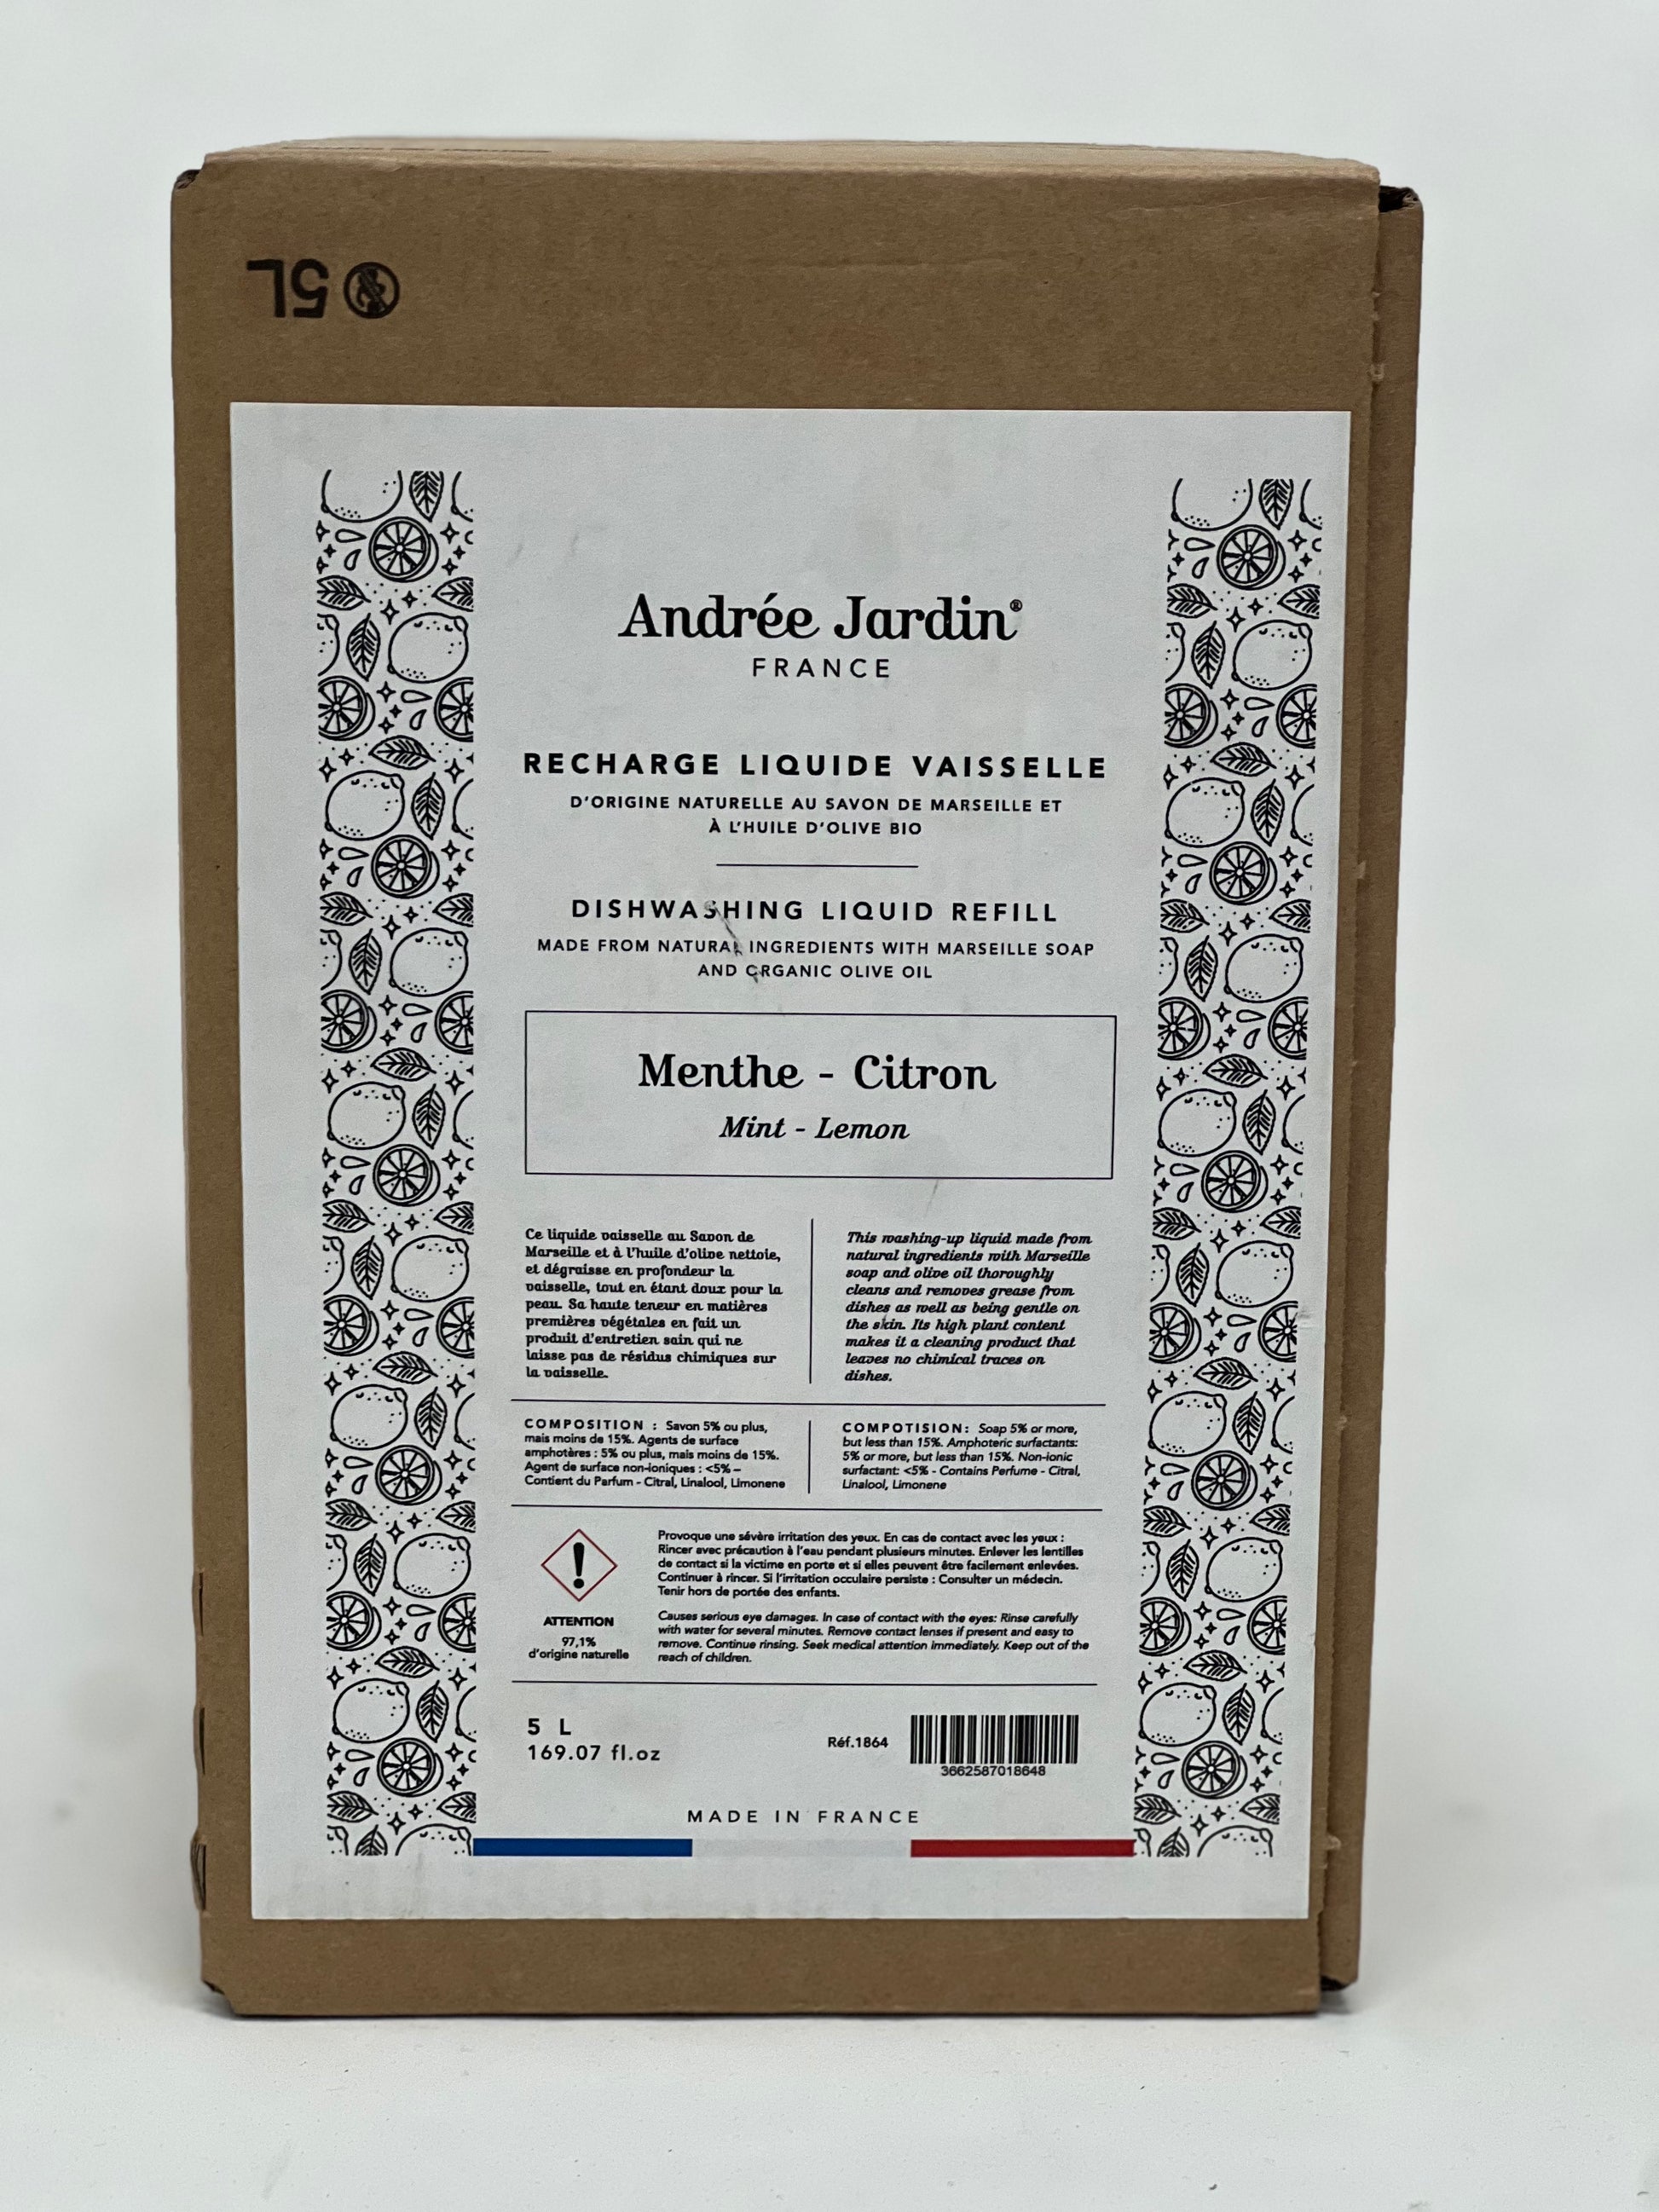 5L
Andrée Jardin®
FRANCE
RECHARGE LIQUIDE VAISSELLE
D'ORIGINE NATURELLE AU SAVON DE MARSEILLE ET
À L'HUILE D'OLIVE BIO
DISHWASHING LIQUID REFILL
MADE FROM NATURAL INGREDIENTS WITH MARSEILLE SOAP
AND ORGANIC OLIVE OIL
Menthe - Citron
Mint - Lemon
Ce liquide vaisselle au Savon de
Marseille et à l'huile d'olive nettoie,
et dégraisse en profondeur la
vaisselle, tout en étant doux pour la
peau. Sa haute teneur en matières
premières végétales en fait un
produit d'entretien sain qui ne
laisse pas de résidus chimiques sur
la vaisselle.
This washing-up liquid made from
natural ingredients with Marseille
soap and olive oil thoroughly
cleans and removes grease from
dishes as well as being gentle on
the skin. Its high plant content
makes it a cleaning product that
leaves no chimical traces on
dishes.
COMPOSITION : Savon 5% ou plus,
mais moins de 15%. Agents de surface
amphotères : 5% ou plus, mais moins de 15%.
Agent de surface non-ioniques : <5% –
Contient du Parfum - Citral, Linalool, Limonene
COMPOTISION: Soap 5% or more,
but less than 15%. Amphoteric surfactants:
5% or more, but less than 15%. Non-ionic
surfactant: <5% - Contains Perfume - Citral,
Linalool, Limonene
ATTENTION
97,1%
d'origine naturelle
Provoque une sévère irritation des yeux. En cas de contact avec les yeux :
Rincer avec précaution à l'eau pendant plusieurs minutes. Enlever les lentilles
de contact si la victime en porte et si elles peuvent être facilement enlevées.
Continuer à rincer. Si l'irritation occulaire persiste : Consulter un médecin.
Tenir hors de portée des enfants.
Causes serious eye damages. In case of contact with the eyes: Rinse carefully
with water for several minutes. Remove contact lenses if present and easy to
remove. Continue rinsing. Seek medical attention immediately. Keep out of the
reach of children.
5 L
169.07 fl.oz
Réf.1864
3662587018648
MADE IN FRANCE